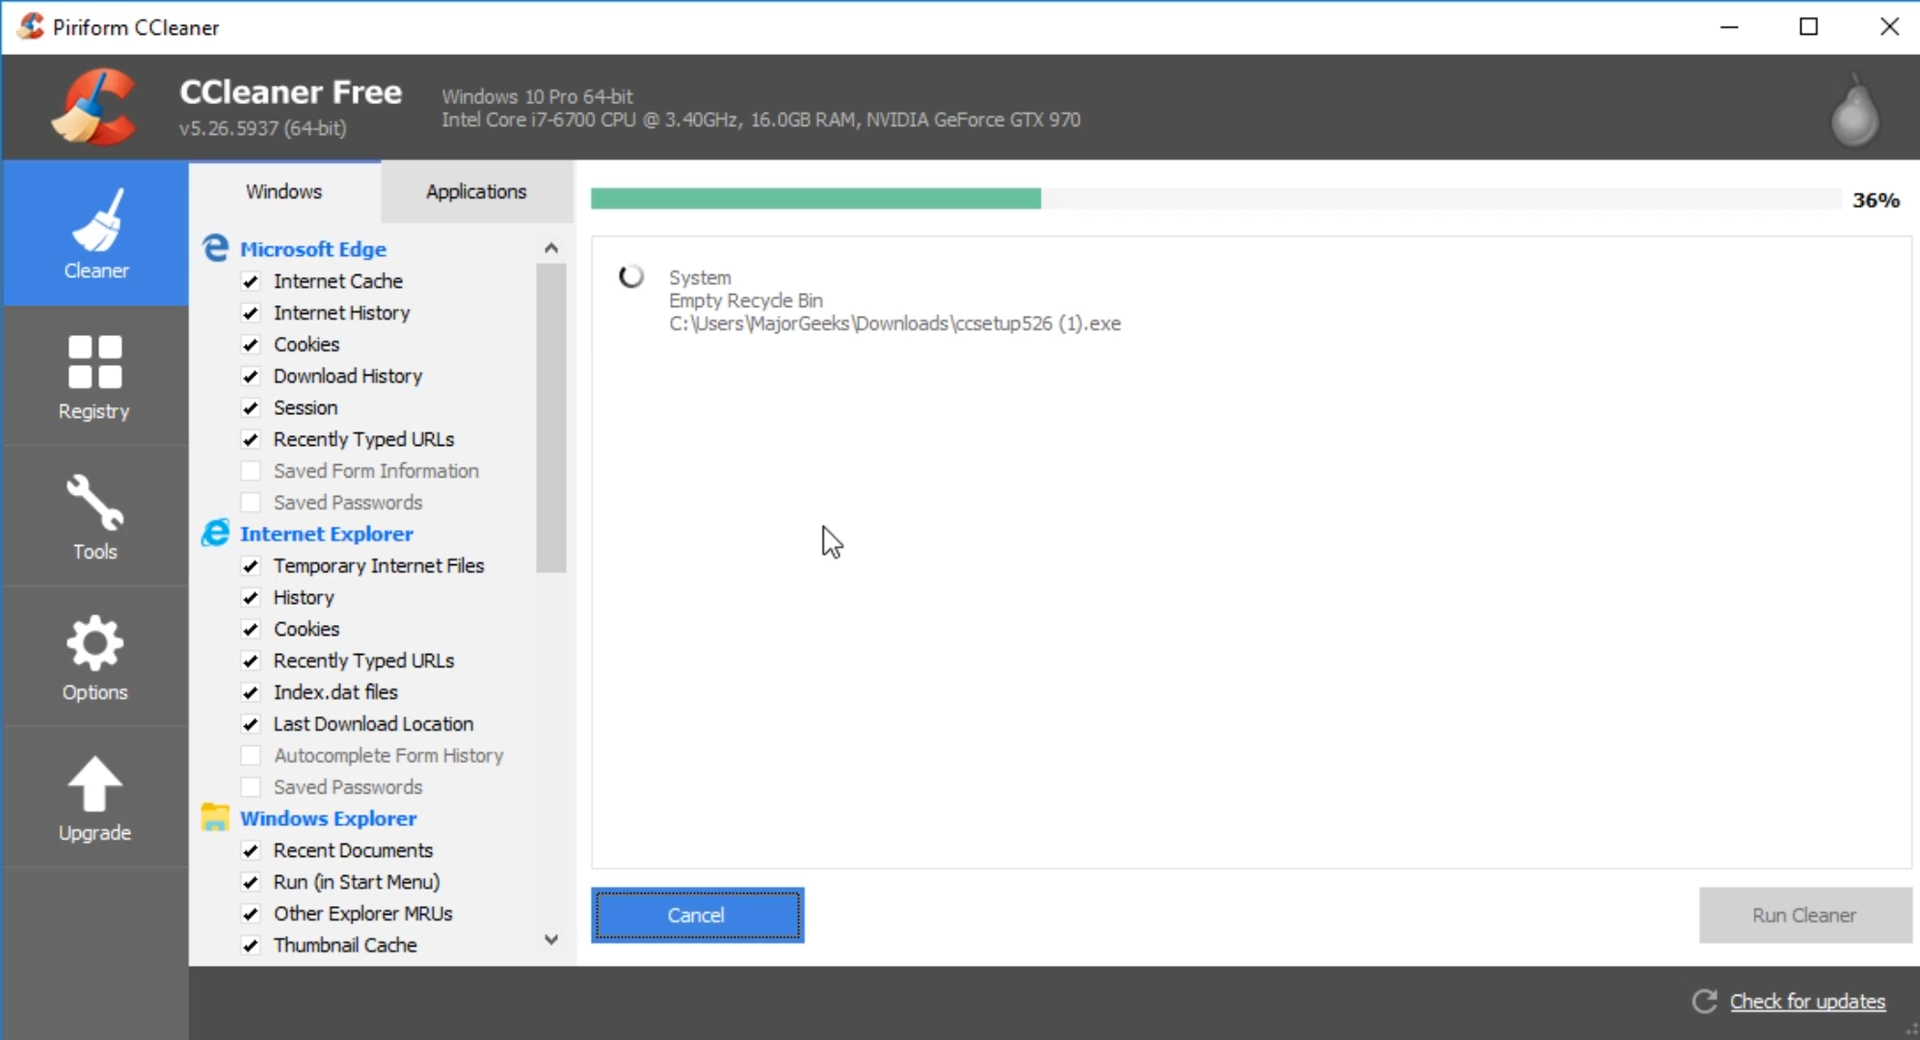 Piriform CCleaner
CCleaner Free
v5.26.5937 (64-bit)
Windows 10 Pro 64-bit
Intel Core i7-6700 CPU @ 3.40GHz, 16.0GB RAM, NVIDIA GeForce GTX 970
Cleaner
Registry
Tools
Options
Upgrade
Windows
Applications
Microsoft Edge
Internet Cache
Internet History
Cookies
Download History
Session
Recently Typed URLs
Saved Form Information
Saved Passwords
Internet Explorer
Temporary Internet Files
History
Cookies
Recently Typed URLs
Index.dat files
Last Download Location
Autocomplete Form History
Saved Passwords
Windows Explorer
Recent Documents
Run (in Start Menu)
Other Explorer MRUs
Thumbnail Cache
36%
System
Empty Recycle Bin
C:\Users\MajorGeeks\Downloads\ccsetup526 (1).exe
Cancel
Run Cleaner
Check for updates